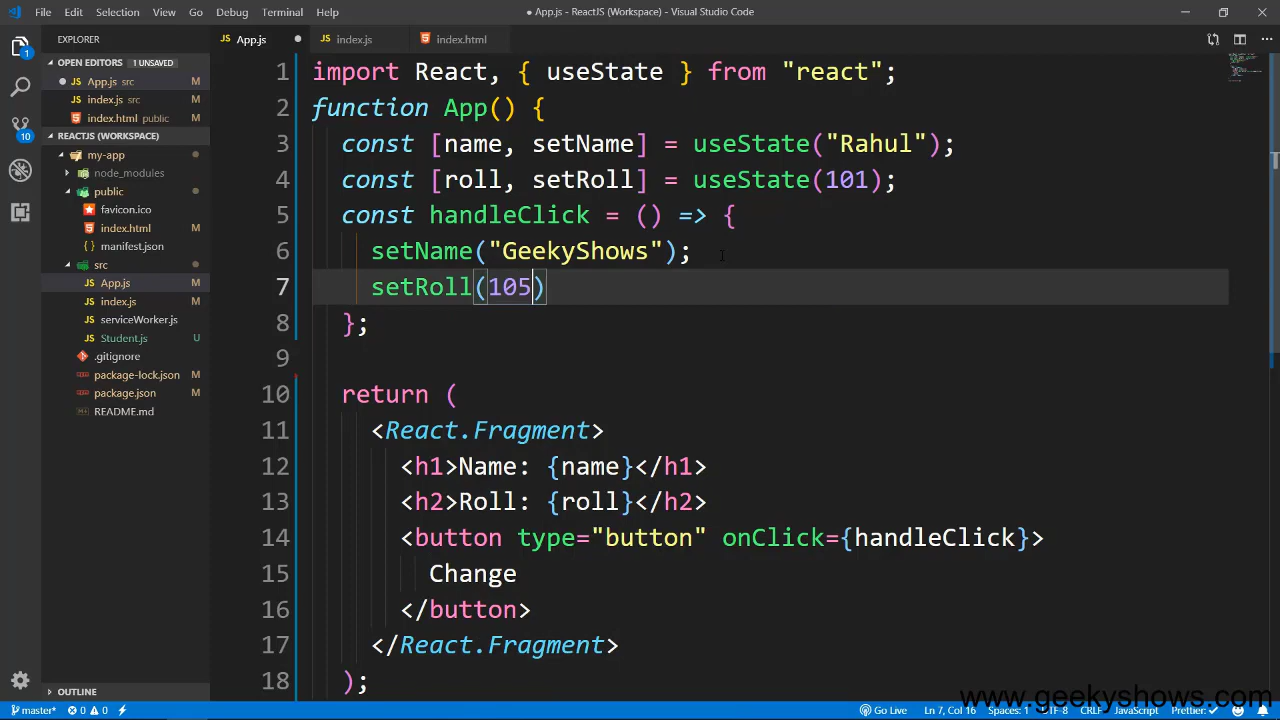 File Edit Selection View Go Debug Terminal Help
● App.js - ReactJS (Workspace) - Visual Studio Code
EXPLORER
OPEN EDITORS 1 UNSAVED
App.js src M
index.js src M
index.html public M
REACTJS (WORKSPACE)
my-app
node_modules
public
favicon.ico
index.html M
manifest.json
src
App.js M
index.js M
serviceWorker.js
Student.js U
.gitignore
package-lock.json M
package.json M
README.md
OUTLINE
1
10
App.js index.js index.html
1 import React, { useState } from "react";
2 function App() {
3 const [name, setName] = useState("Rahul");
4 const [roll, setRoll] = useState(101);
5 const handleClick = () => {
6 setName("GeekyShows");
7 setRoll(105)
8 };
9
10 return (
11 <React.Fragment>
12 <h1>Name: {name}</h1>
13 <h2>Roll: {roll}</h2>
14 <button type="button" onClick={handleClick}>
15 Change
16 </button>
17 </React.Fragment>
18 );
www.geekyshows.com
master* 0 0 Go Live Ln 7, Col 16 Spaces: 1 UTF-8 CRLF JavaScript Prettier: ✓